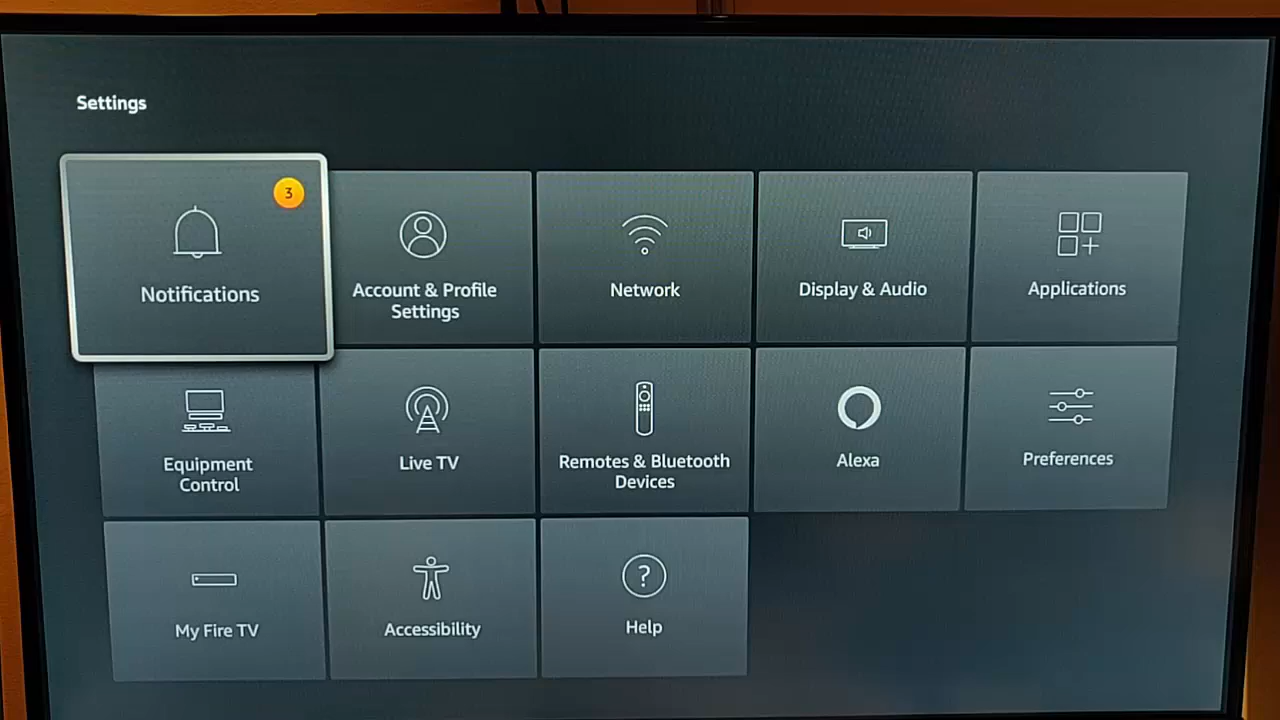 Settings
3
Notifications
Account & Profile
Settings
Network
Display & Audio
Applications
Equipment
Control
Live TV
Remotes & Bluetooth
Devices
Alexa
Preferences
My Fire TV
Accessibility
?
Help